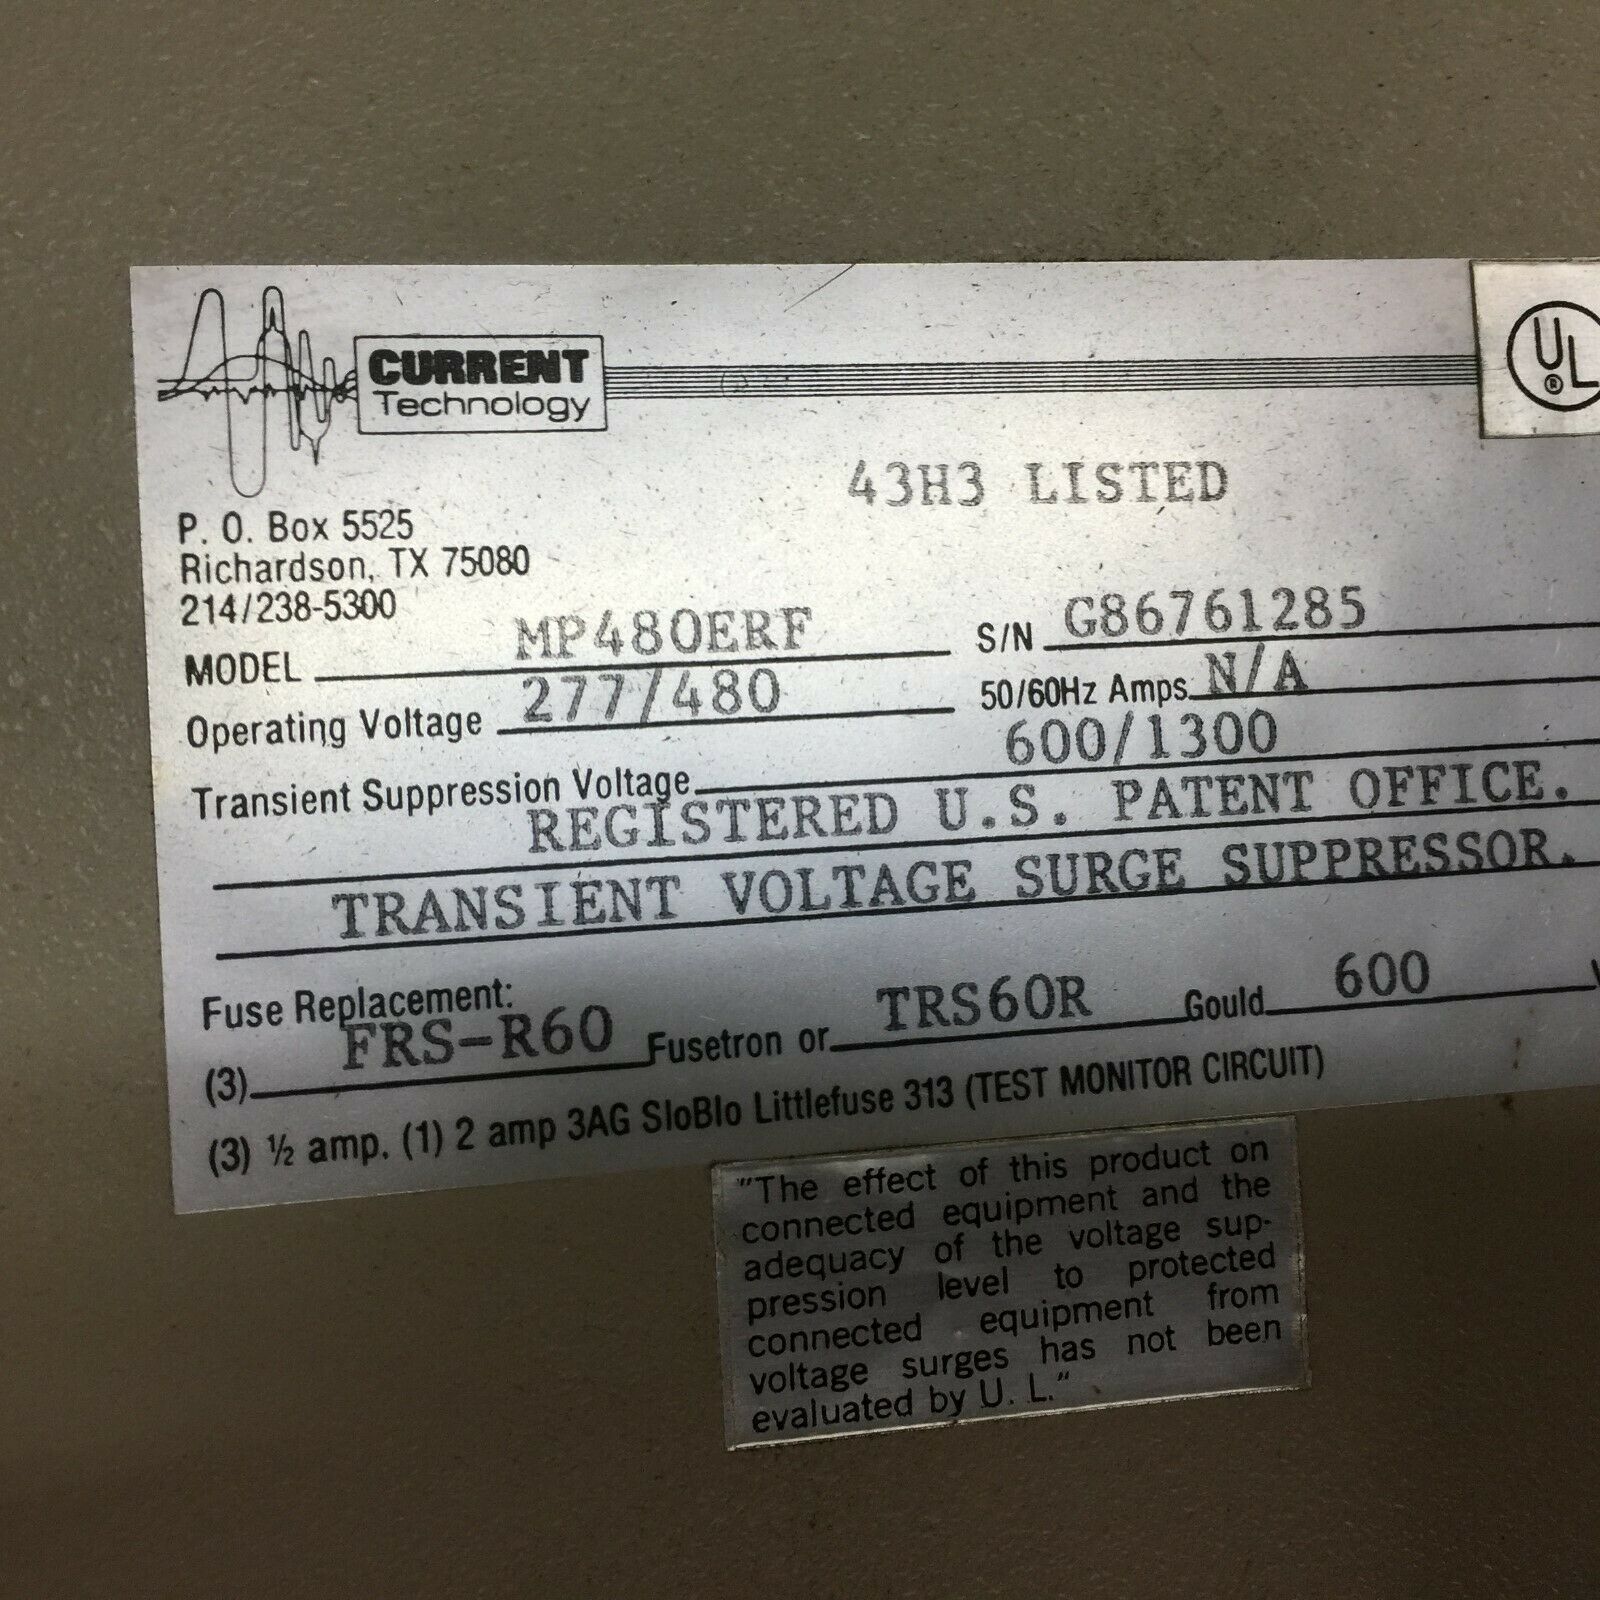 CURRENT
Technology
UL
®
43H3 LISTED
P. O. Box 5525
Richardson, TX 75080
214/238-5300
MODEL MP480ERF S/N G86761285
Operating Voltage 277/480 50/60Hz Amps N/A
Transient Suppression Voltage 600/1300
REGISTERED U.S. PATENT OFFICE.
TRANSIENT VOLTAGE SURGE SUPPRESSOR.
Fuse Replacement:
(3) FRS-R60 Fusetron or TRS60R Gould 600
(3) ½ amp. (1) 2 amp 3AG SloBlo Littlefuse 313 (TEST MONITOR CIRCUIT)
"The effect of this product on
connected equipment and the
adequacy of the voltage sup-
pression level to protected
connected equipment from
voltage surges has not been
evaluated by U. L."